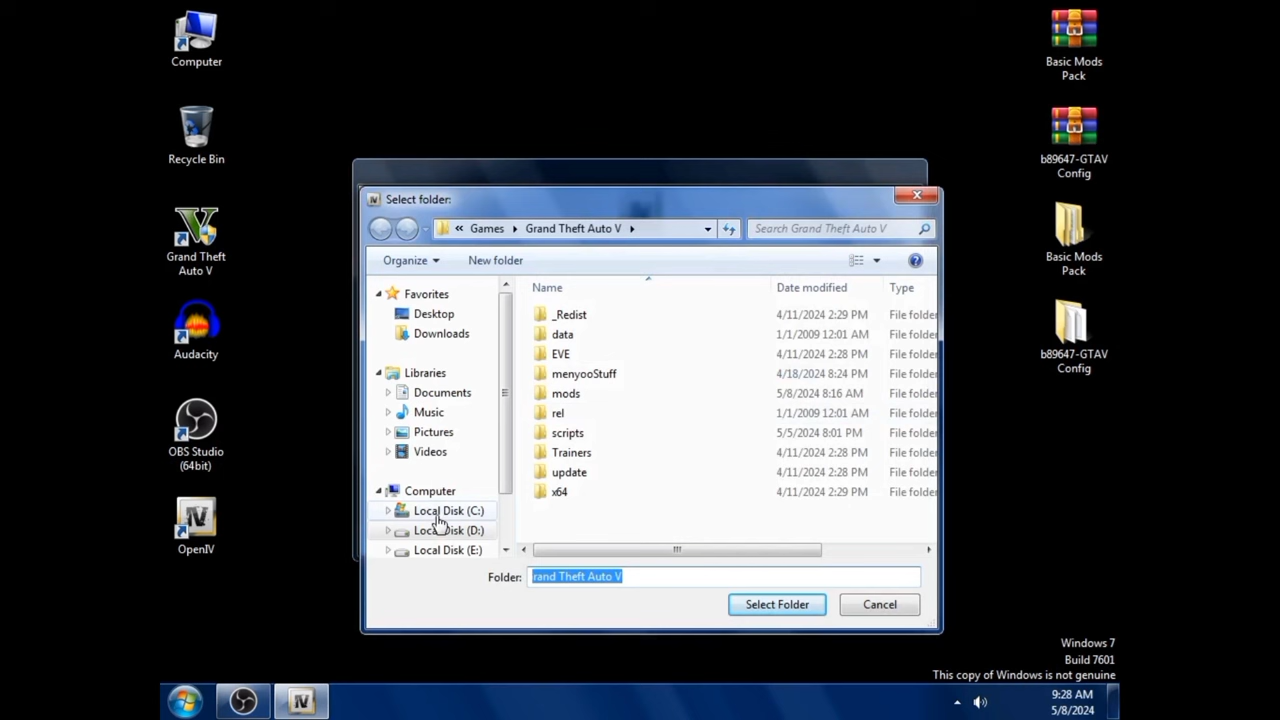 Computer
Recycle Bin
Grand Theft
Auto V
Audacity
OBS Studio
(64bit)
OpenIV
Basic Mods
Pack
b89647-GTAV
Config
Basic Mods
Pack
b89647-GTAV
Config
Select folder:
« Games Grand Theft Auto V
Search Grand Theft Auto V
Organize New folder
Favorites
Desktop
Downloads
Libraries
Documents
Music
Pictures
Videos
Computer
Local Disk (C:)
Local Disk (D:)
Local Disk (E:)
Name Date modified Type
_Redist 4/11/2024 2:29 PM File folder
data 1/1/2009 12:01 AM File folder
EVE 4/11/2024 2:28 PM File folder
menyooStuff 4/18/2024 8:24 PM File folder
mods 5/8/2024 8:16 AM File folder
rel 1/1/2009 12:01 AM File folder
scripts 5/5/2024 8:01 PM File folder
Trainers 4/11/2024 2:28 PM File folder
update 4/11/2024 2:28 PM File folder
x64 4/11/2024 2:29 PM File folder
Folder: rand Theft Auto V
Select Folder Cancel
Windows 7
Build 7601
This copy of Windows is not genuine
9:28 AM
5/8/2024